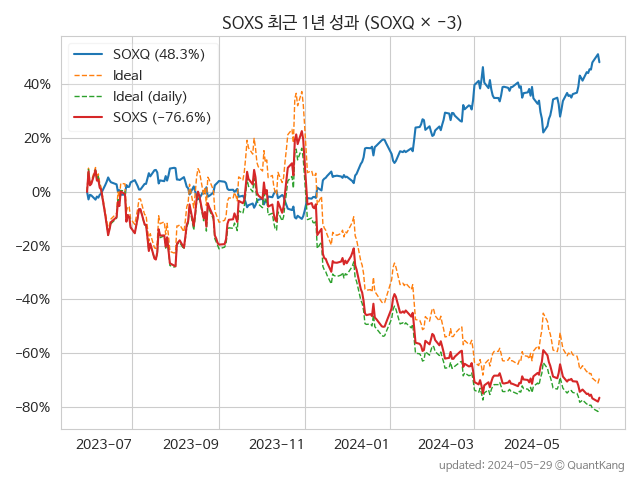 SOXS 최근 1년 성과 (SOXQ × −3)
SOXQ (48.3%)
Ideal
Ideal (daily)
SOXS (−76.6%)
40%
20%
0%
−20%
−40%
−60%
−80%
2023-07 2023-09 2023-11 2024-01 2024-03 2024-05
updated: 2024-05-29 ⓒ QuantKang